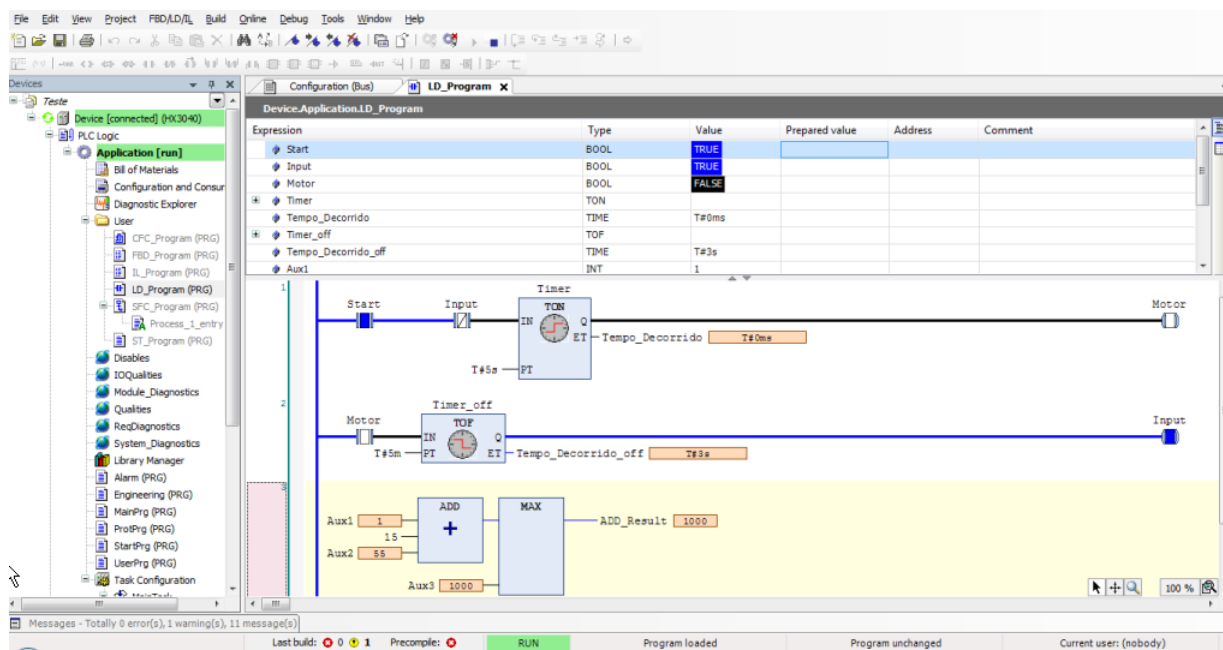 File Edit View Project FBD/LD/IL Build Online Debug Tools Window Help
Devices
Configuration (Bus) LD_Program
Teste
Device [connected] (HX3040)
PLC Logic
Application [run]
Bill of Materials
Configuration and Consur
Diagnostic Explorer
User
CFC_Program (PRG)
FBD_Program (PRG)
IL_Program (PRG)
LD_Program (PRG)
SFC_Program (PRG)
Process_1_entry
ST_Program (PRG)
Disables
IOQualities
Module_Diagnostics
Qualities
ReqDiagnostics
System_Diagnostics
Library Manager
Alarm (PRG)
Engineering (PRG)
MainPrg (PRG)
ProtPrg (PRG)
StartPrg (PRG)
UserPrg (PRG)
Task Configuration
MainTask
Device.Application.LD_Program
Expression Type Value Prepared value Address Comment
Start BOOL TRUE
Input BOOL TRUE
Motor BOOL FALSE
Timer TON
Tempo_Decorrido TIME T#0ms
Timer_off TOF
Tempo_Decorrido_off TIME T#3s
Aux1 INT 1
1
Timer
Start Input TON Motor
IN Q
ET Tempo_Decorrido T#0ms
T#5s PT
2
Timer_off
Motor TOF Input
IN Q
T#5m PT ET Tempo_Decorrido_off T#3s
3
ADD MAX
Aux1 1 + ADD_Result 1000
15
Aux2 55
Aux3 1000
100 %
Messages - Totally 0 error(s), 1 warning(s), 11 message(s)
Last build: 0 1 Precompile: RUN Program loaded Program unchanged Current user: (nobody)